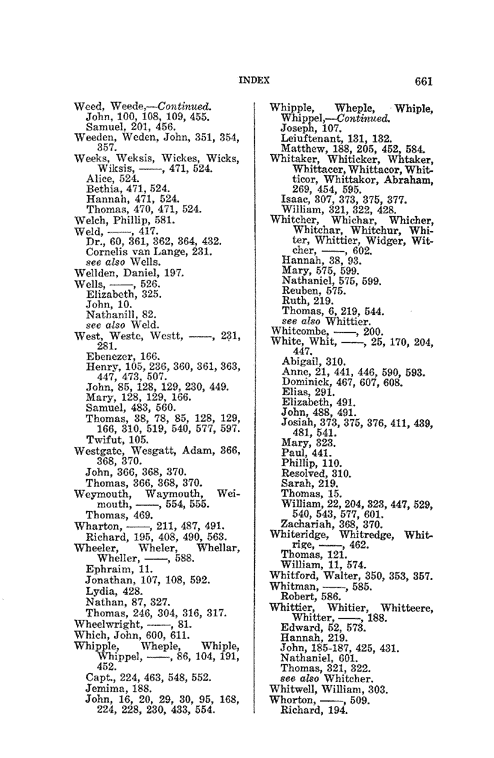 INDEX 661
Weed, Weede,—Continued.
John, 100, 108, 109, 455.
Samuel, 201, 456.
Weeden, Weden, John, 351, 354,
357.
Weeks, Weksis, Wickes, Wicks,
Wiksis, ——, 471, 524.
Alice, 524.
Bethia, 471, 524.
Hannah, 471, 524.
Thomas, 470, 471, 524.
Welch, Phillip, 581.
Weld, ——, 417.
Dr., 60, 361, 362, 364, 432.
Cornelis van Lange, 231.
see also Wells.
Wellden, Daniel, 197.
Wells, ——, 526.
Elizabeth, 325.
John, 10.
Nathanill, 82.
see also Weld.
West, Weste, Westt, ——, 231,
281.
Ebenezer, 166.
Henry, 105, 236, 360, 361, 363,
447, 473, 507.
John, 85, 128, 129, 230, 449.
Mary, 128, 129, 166.
Samuel, 483, 560.
Thomas, 38, 78, 85, 128, 129,
166, 310, 519, 540, 577, 597.
Twifut, 105.
Westgate, Wesgatt, Adam, 366,
368, 370.
John, 366, 368, 370.
Thomas, 366, 368, 370.
Weymouth, Waymouth, Wei-
mouth, ——, 554, 555.
Thomas, 469.
Wharton, ——, 211, 487, 491.
Richard, 195, 408, 490, 563.
Wheeler, Wheler, Whellar,
Wheller, ——, 588.
Ephraim, 11.
Jonathan, 107, 108, 592.
Lydia, 428.
Nathan, 87, 327.
Thomas, 246, 304, 316, 317.
Wheelwright, ——, 81.
Which, John, 600, 611.
Whipple, Wheple, Whiple,
Whippel, ——, 86, 104, 191,
452.
Capt., 224, 463, 548, 552.
Jemima, 188.
John, 16, 20, 29, 30, 95, 168,
224, 228, 230, 433, 554.
Whipple, Wheple, Whiple,
Whippel,—Continued.
Joseph, 107.
Leiuftenant, 131, 132.
Matthew, 188, 205, 452, 584.
Whitaker, Whiticker, Whtaker,
Whittacer, Whittacor, Whit-
ticor, Whittakor, Abraham,
269, 454, 595.
Isaac, 307, 373, 375, 377.
William, 321, 322, 428.
Whitcher, Whichar, Whicher,
Whitchar, Whitchur, Whi-
ter, Whittier, Widger, Wit-
cher, ——, 602.
Hannah, 38, 93.
Mary, 575, 599.
Nathaniel, 575, 599.
Reuben, 575.
Ruth, 219.
Thomas, 6, 219, 544.
see also Whittier.
Whitcombe, ——, 200.
White, Whit, ——, 25, 170, 204,
447.
Abigail, 310.
Anne, 21, 441, 446, 590, 593.
Dominick, 467, 607, 608.
Elias, 291.
Elizabeth, 491.
John, 488, 491.
Josiah, 373, 375, 376, 411, 439,
481, 541.
Mary, 323.
Paul, 441.
Phillip, 110.
Resolved, 310.
Sarah, 219.
Thomas, 15.
William, 22, 204, 323, 447, 529,
540, 543, 577, 601.
Zachariah, 368, 370.
Whiteridge, Whitredge, Whit-
rige, ——, 462.
Thomas, 121.
William, 11, 574.
Whitford, Walter, 350, 353, 357.
Whitman, ——, 585.
Robert, 586.
Whittier, Whitier, Whitteere,
Whitter, ——, 188.
Edward, 52, 573.
Hannah, 219.
John, 185-187, 425, 431.
Nathaniel, 601.
Thomas, 321, 322.
see also Whitcher.
Whitwell, William, 303.
Whorton, ——, 509.
Richard, 194.